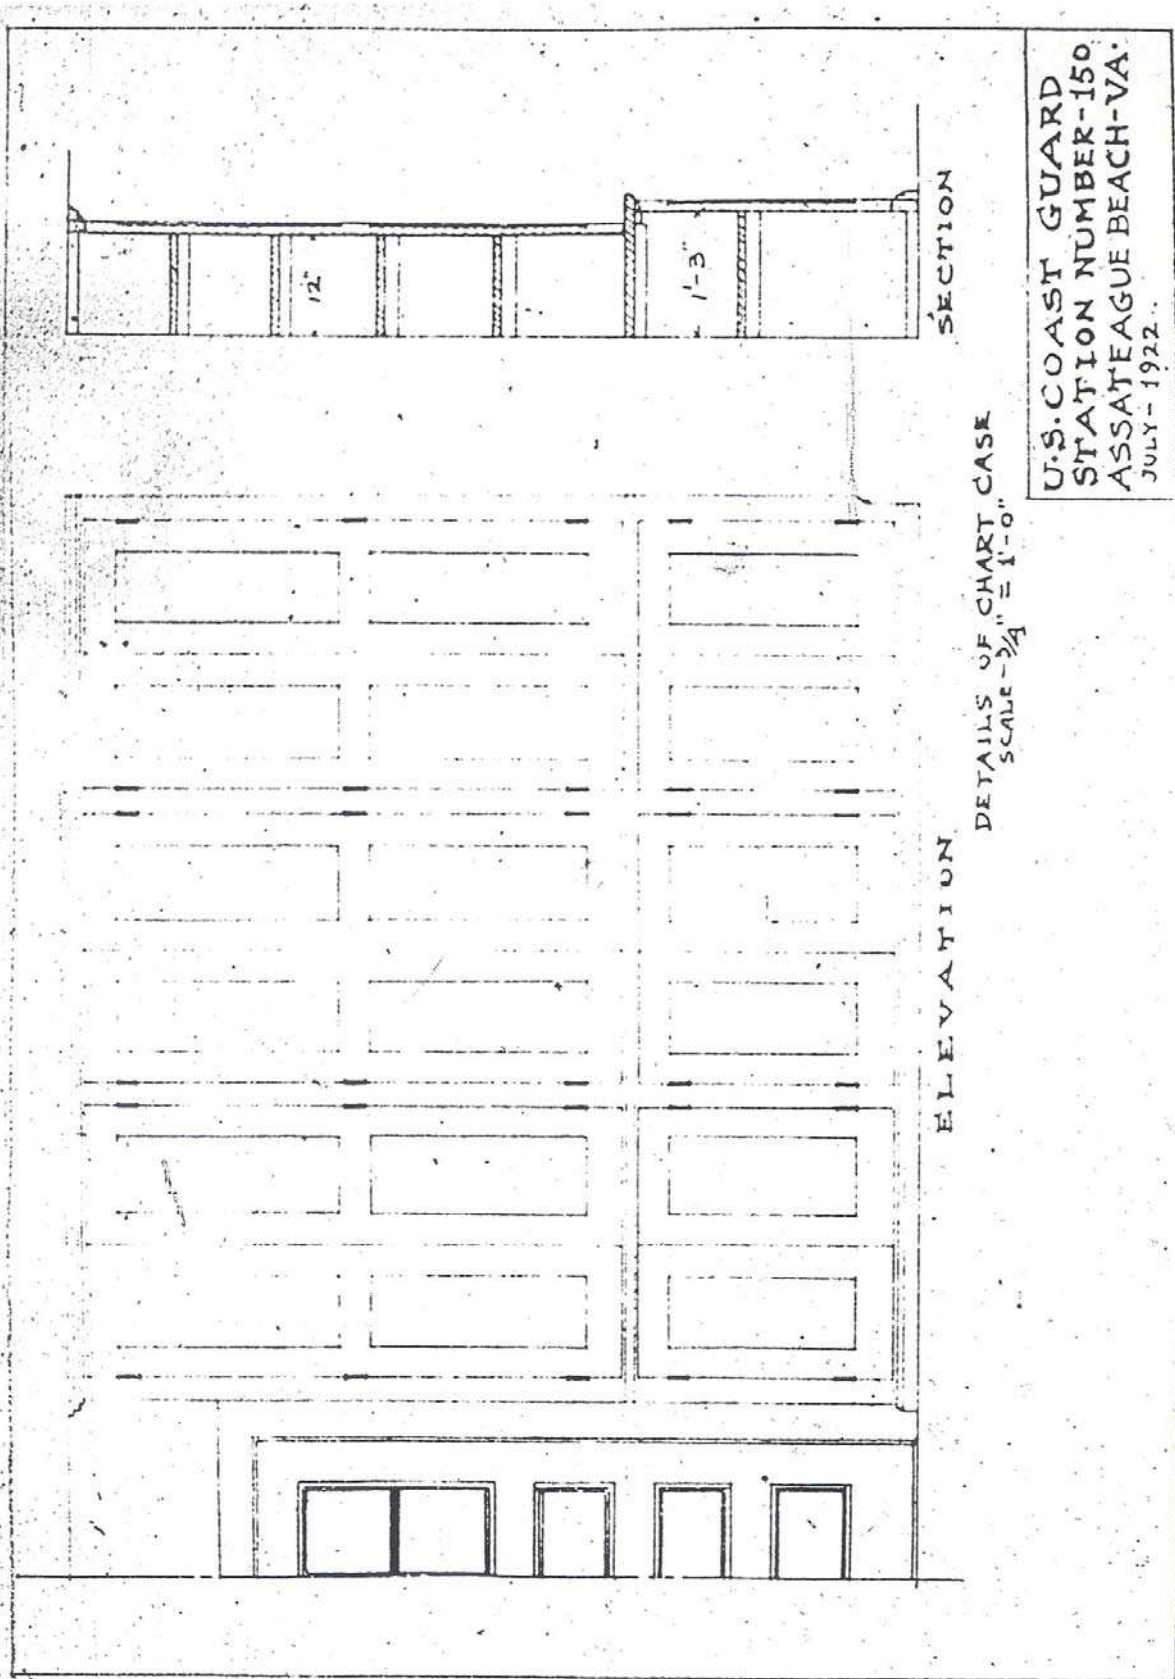 12"
1'-3"
SECTION
ELEVATION
DETAILS OF CHART CASE
SCALE - 3/4" = 1'-0"
U.S. COAST GUARD
STATION NUMBER-150
ASSATEAGUE BEACH-VA.
JULY-1922